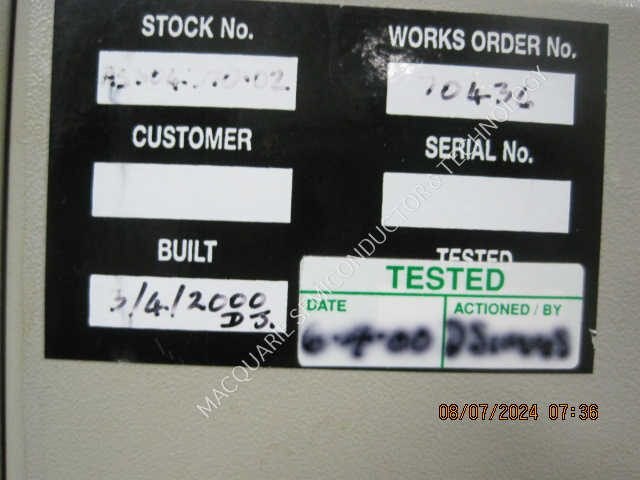 STOCK No.
WORKS ORDER No.
70436
CUSTOMER
SERIAL No.
BUILT
TESTED
3/4/2000
DJ.
TESTED
DATE
ACTIONED / BY
6-4-00
MACQUARIE SEMICONDUCTOR & TECHNOLOGY
08/07/2024 07:36